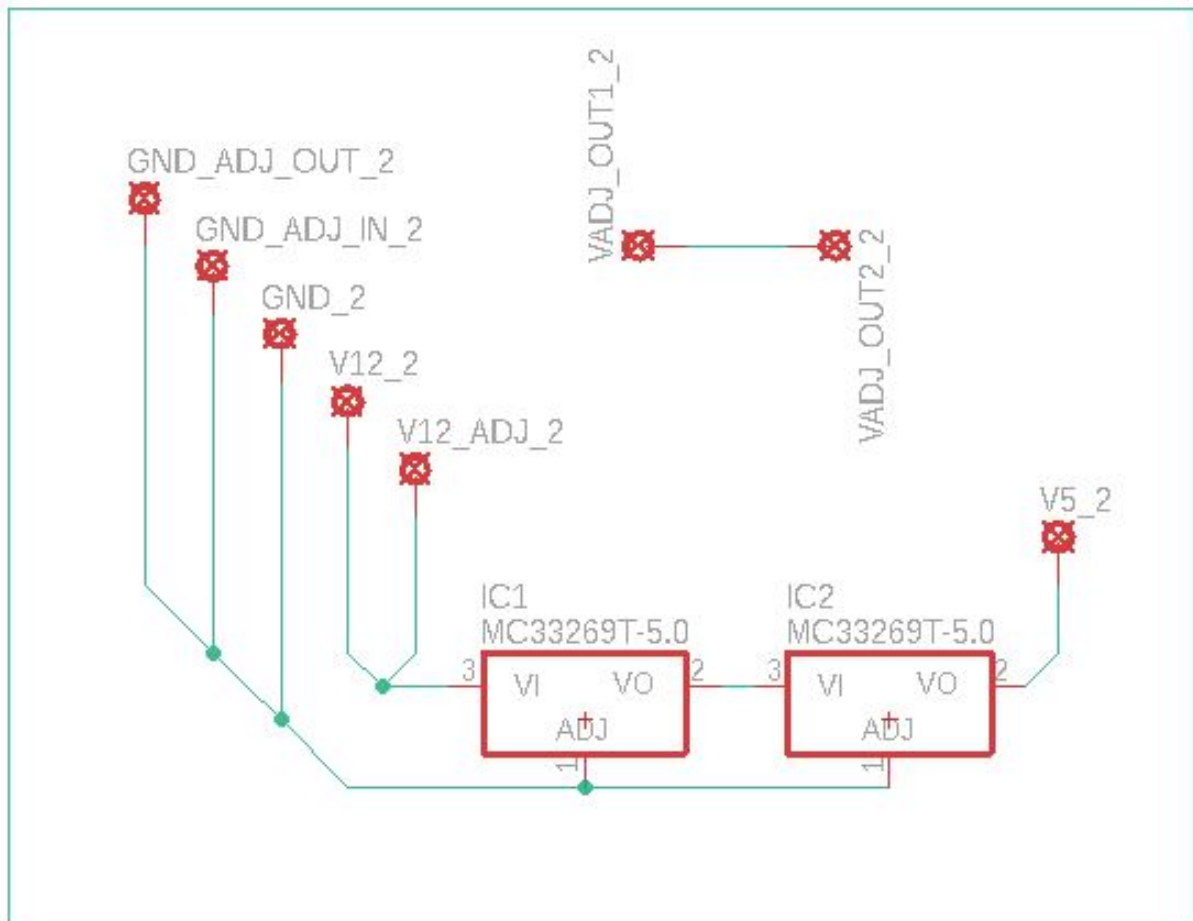 VADJ_OUT1_2
GND_ADJ_OUT_2
GND_ADJ_IN_2
VADJ_OUT2_2
GND_2
V12_2
V12_ADJ_2
V5_2
IC1
MC33269T-5.0
3
VI
VO
2
ADJ
1
IC2
MC33269T-5.0
3
VI
VO
2
ADJ
1